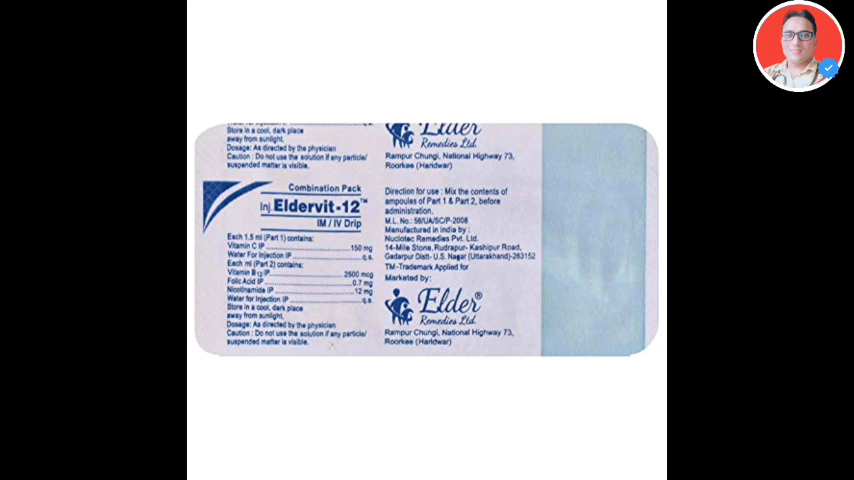 Store in a cool, dark place
away from sunlight.
Dosage: As directed by the physician
Caution : Do not use the solution if any particle/
suspended matter is visible.
Elder
Remedies Ltd.
Rampur Chungi, National Highway 73,
Roorkee (Haridwar)
Combination Pack
Inj. Eldervit-12™
IM / IV Drip
Each 1.5 ml (Part 1) contains:
Vitamin C IP ........................ 150 mg
Water For Injection IP ........................ q.s.
Each ml (Part 2) contains:
Vitamin B12 IP ........................ 2500 mcg
Folic Acid IP ........................ 0.7 mg
Nicotinamide IP ........................ 12 mg
Water for Injection IP ........................ q.s.
Store in a cool, dark place
away from sunlight.
Dosage: As directed by the physician
Caution : Do not use the solution if any particle/
suspended matter is visible.
Direction for use : Mix the contents of
ampoules of Part 1 & Part 2, before
administration.
M.L. No.: 56/UA/SC/P-2008
Manufactured in India by :
Nuclotec Remedies Pvt. Ltd.
14-Mile Stone, Rudrapur- Kashipur Road,
Gadarpur Distt- U.S. Nagar (Uttarakhand)-263152
TM-Trademark Applied for
Marketed by:
Elder®
Remedies Ltd.
Rampur Chungi, National Highway 73,
Roorkee (Haridwar)